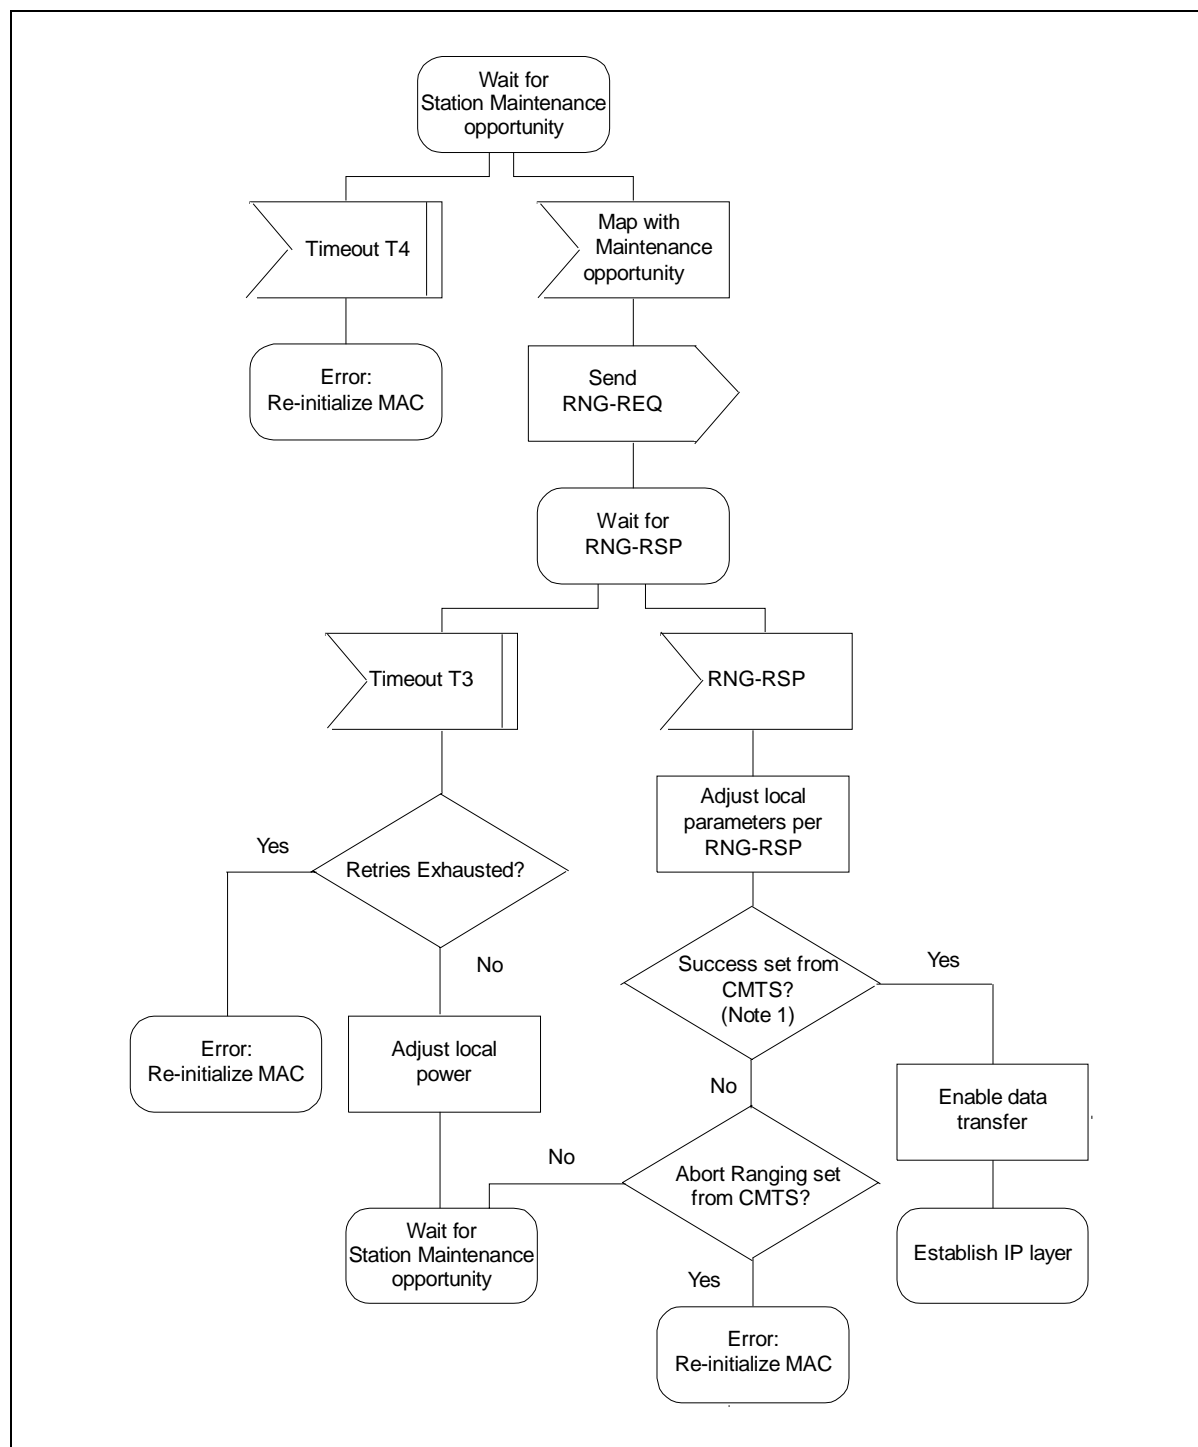 Wait for
Station Maintenance
opportunity
Timeout T4
Map with
Maintenance
opportunity
Error:
Re-initialize MAC
Send
RNG-REQ
Wait for
RNG-RSP
Timeout T3
RNG-RSP
Adjust local
parameters per
RNG-RSP
Yes
Retries Exhausted?
No
Success set from
CMTS?
(Note 1)
Yes
Error:
Re-initialize MAC
Adjust local
power
No
Enable data
transfer
No
Abort Ranging set
from CMTS?
Wait for
Station Maintenance
opportunity
Establish IP layer
Yes
Error:
Re-initialize MAC